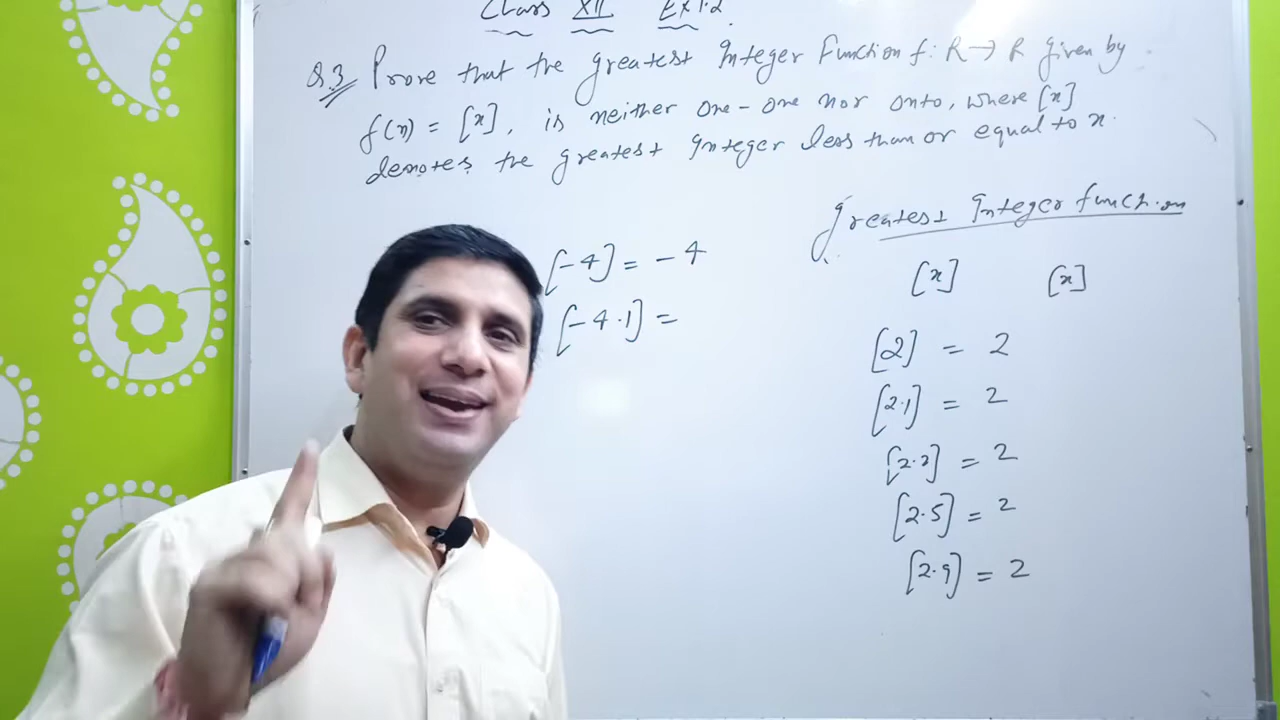 Class XII Ex 1.2
Q.3 Prove that the greatest Integer Function f: R → R given by
f(x) = [x], is neither one-one nor onto, where [x]
denotes the greatest Integer less than or equal to x.
Greatest Integer function
[x] [x]
[-4] = -4
[-4.1] =
[2] = 2
[2.1] = 2
[2.2] = 2
[2.5] = 2
[2.9] = 2